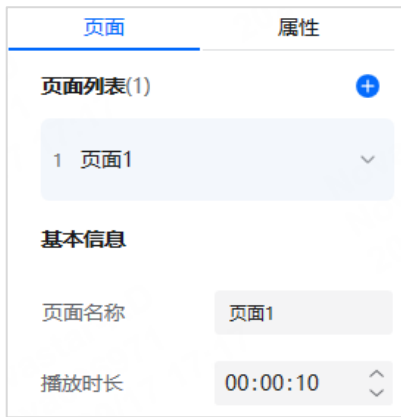 页面 属性
页面列表(1)
1 页面1
基本信息
页面名称 页面1
播放时长 00:00:10